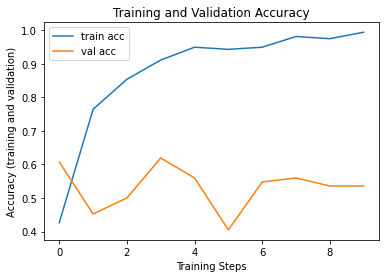 Training and Validation Accuracy
train acc
val acc
Accuracy (training and validation)
1.0
0.9
0.8
0.7
0.6
0.5
0.4
0
2
4
6
8
Training Steps